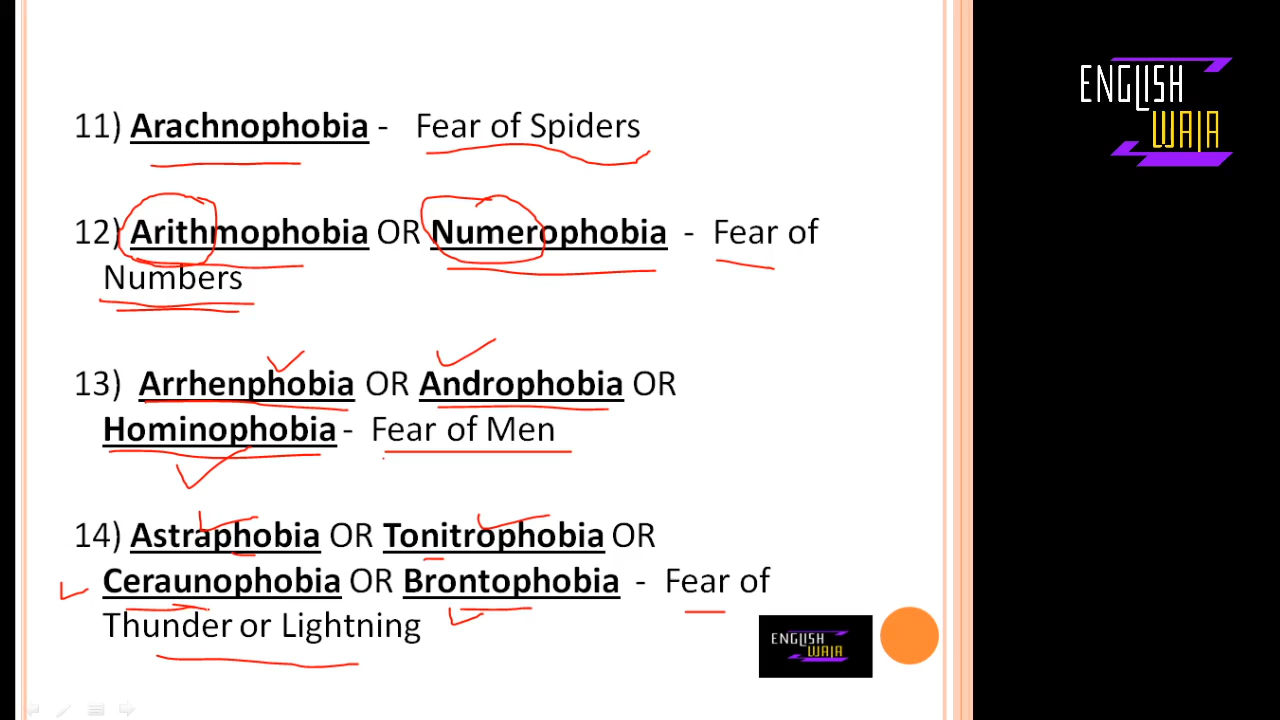 ENGLISH
WALA
11) Arachnophobia - Fear of Spiders
12) Arithmophobia OR Numerophobia - Fear of
Numbers
13) Arrhenphobia OR Androphobia OR
Hominophobia - Fear of Men
14) Astraphobia OR Tonitrophobia OR
Ceraunophobia OR Brontophobia - Fear of
Thunder or Lightning
ENGLISH
WALA